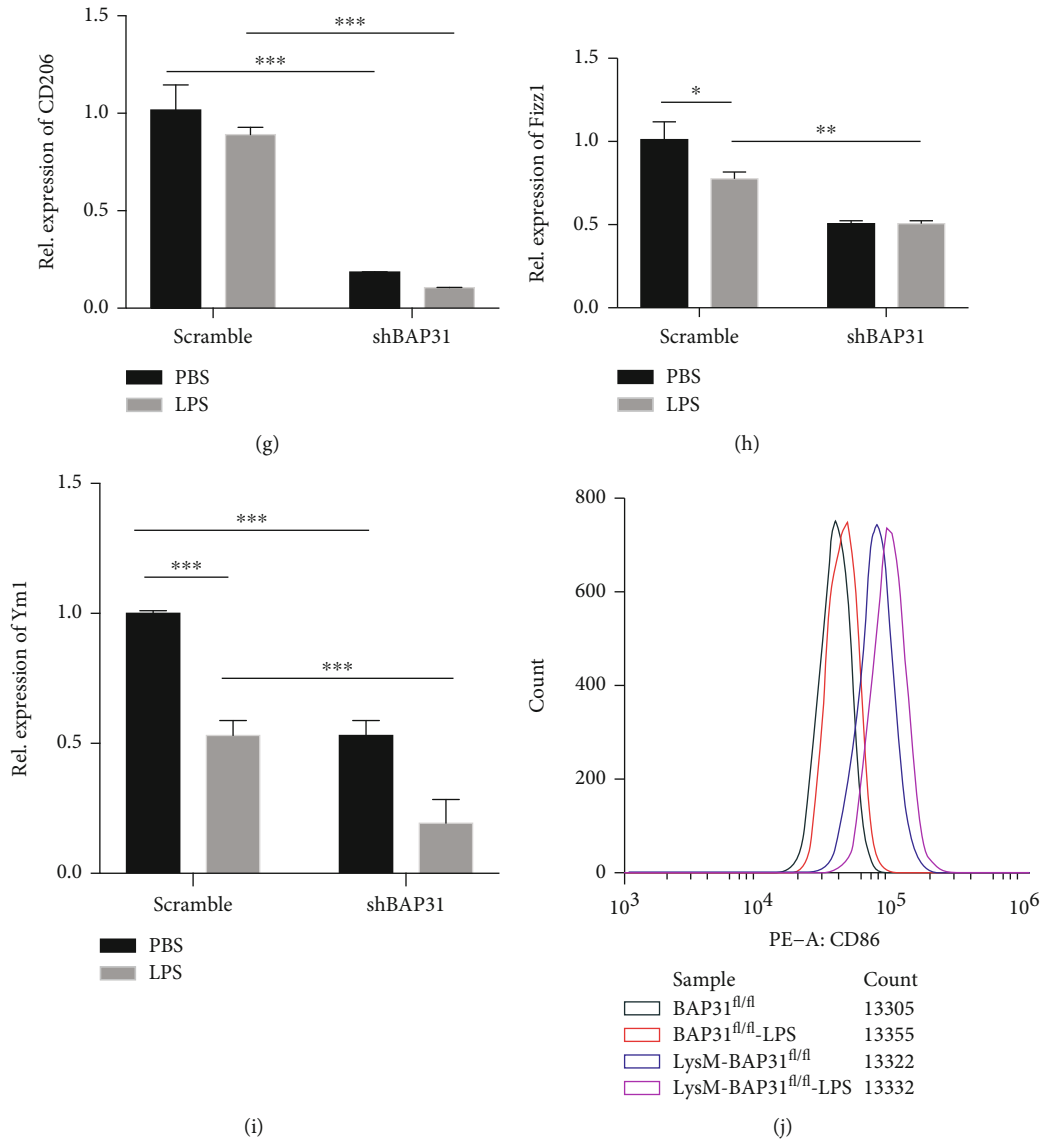 Rel. expression of CD206
1.5
1.0
0.5
0.0
***
***
Scramble
shBAP31
PBS
LPS
(g)
Rel. expression of Fizz1
1.5
1.0
0.5
0.0
*
**
Scramble
shBAP31
PBS
LPS
(h)
Rel. expression of Ym1
1.5
1.0
0.5
0.0
***
***
***
Scramble
shBAP31
PBS
LPS
(i)
Count
800
600
400
200
0
10³ 10⁴ 10⁵ 10⁶
PE−A: CD86
Sample Count
BAP31ᶠˡ/ᶠˡ 13305
BAP31ᶠˡ/ᶠˡ-LPS 13355
LysM-BAP31ᶠˡ/ᶠˡ 13322
LysM-BAP31ᶠˡ/ᶠˡ-LPS 13332
(j)